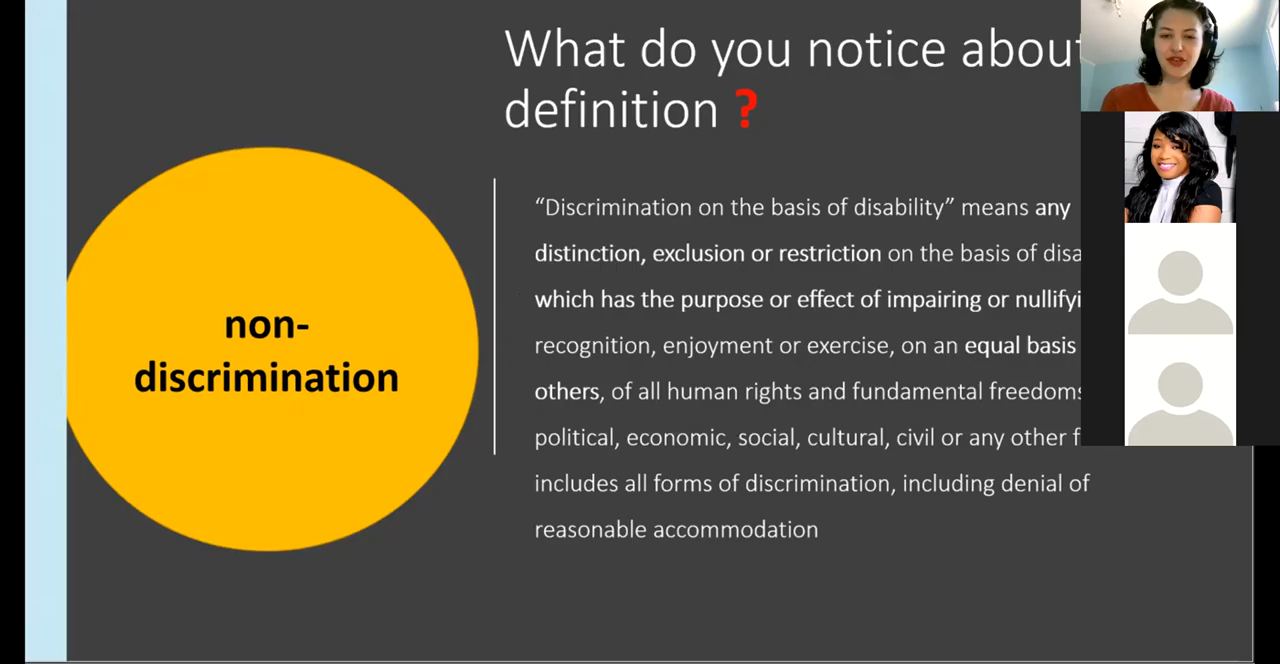 What do you notice about
definition ?
non-
discrimination
“Discrimination on the basis of disability” means any
distinction, exclusion or restriction on the basis of
which has the purpose or effect of impairing or
recognition, enjoyment or exercise, on an equal basis
others, of all human rights and fundamental freedoms
political, economic, social, cultural, civil or any other
includes all forms of discrimination, including denial of
reasonable accommodation